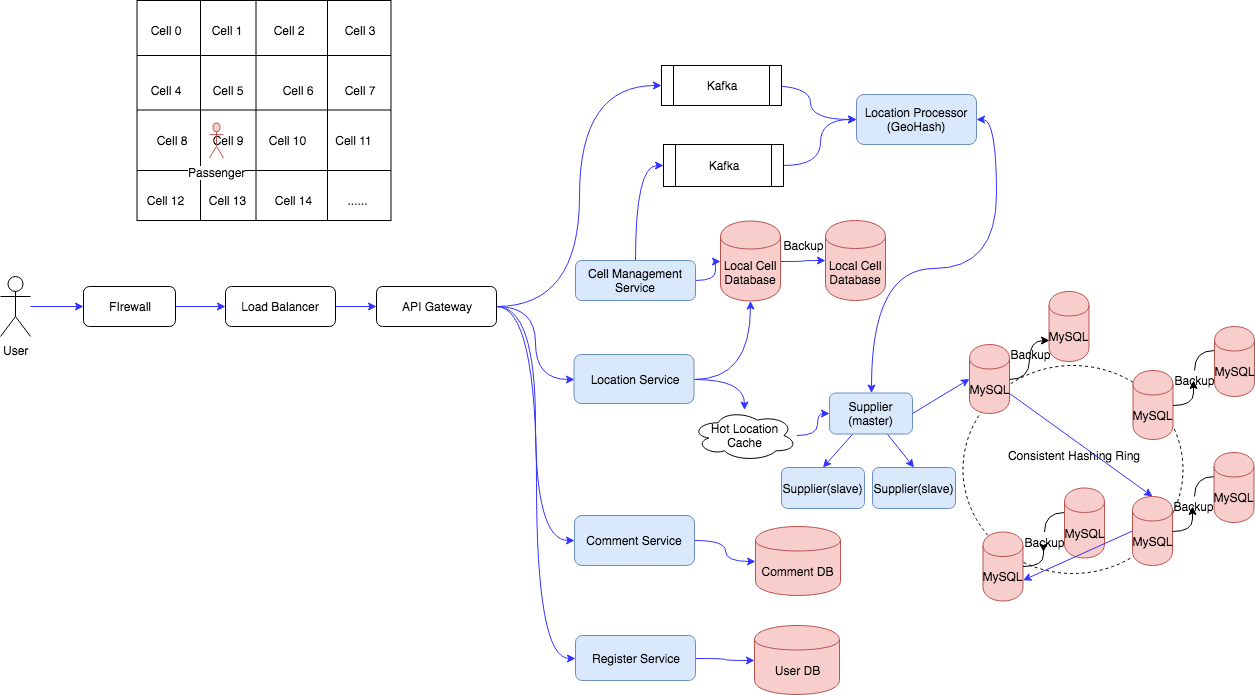 Cell 0
Cell 1
Cell 2
Cell 3
Cell 4
Cell 5
Cell 6
Cell 7
Cell 8
Cell 9
Cell 10
Cell 11
Passenger
Cell 12
Cell 13
Cell 14
......
Kafka
Location Processor
(GeoHash)
Kafka
Cell Management
Service
Local Cell
Database
Backup
Local Cell
Database
User
FIrewall
Load Balancer
API Gateway
Location Service
Hot Location
Cache
Supplier
(master)
Supplier(slave)
Supplier(slave)
MySQL
Backup
MySQL
MySQL
Backup
MySQL
Consistent Hashing Ring
MySQL
Backup
MySQL
MySQL
Backup
MySQL
Comment Service
Comment DB
Register Service
User DB